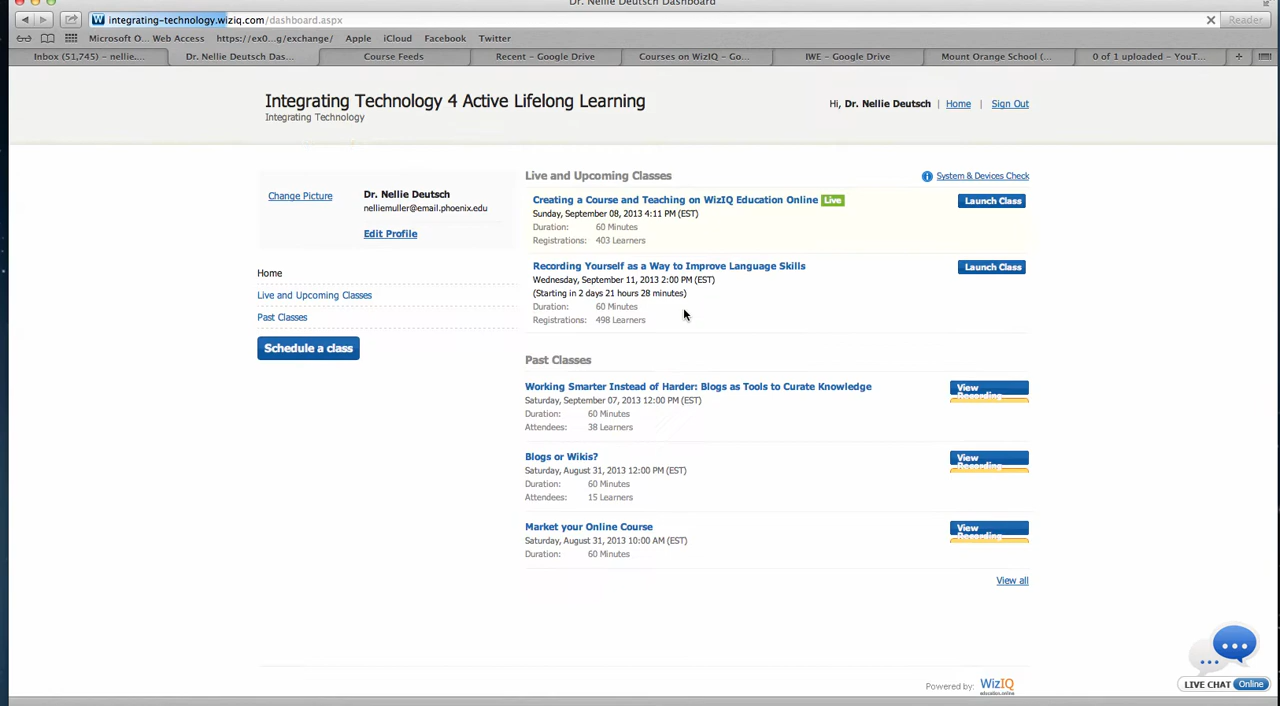 Dr. Nellie Deutsch Dashboard
integrating-technology.wiziq.com/dashboard.aspx
Reader
Microsoft O... Web Access https://ex0...g/exchange/ Apple iCloud Facebook Twitter
Inbox (51,745) – nellie.... Dr. Nellie Deutsch Das... Course Feeds Recent – Google Drive Courses on WizIQ – Go... IWE – Google Drive Mount Orange School (... 0 of 1 uploaded – YouT... +
Integrating Technology 4 Active Lifelong Learning
Integrating Technology
Hi, Dr. Nellie Deutsch | Home | Sign Out
Change Picture
Dr. Nellie Deutsch
nelliemuller@email.phoenix.edu
Edit Profile
Home
Live and Upcoming Classes
Past Classes
Schedule a class
Live and Upcoming Classes
System & Devices Check
Creating a Course and Teaching on WizIQ Education Online Live
Launch Class
Sunday, September 08, 2013 4:11 PM (EST)
Duration: 60 Minutes
Registrations: 403 Learners
Recording Yourself as a Way to Improve Language Skills
Launch Class
Wednesday, September 11, 2013 2:00 PM (EST)
(Starting in 2 days 21 hours 28 minutes)
Duration: 60 Minutes
Registrations: 498 Learners
Past Classes
Working Smarter Instead of Harder: Blogs as Tools to Curate Knowledge
View
Recording
Saturday, September 07, 2013 12:00 PM (EST)
Duration: 60 Minutes
Attendees: 38 Learners
Blogs or Wikis?
View
Recording
Saturday, August 31, 2013 12:00 PM (EST)
Duration: 60 Minutes
Attendees: 15 Learners
Market your Online Course
View
Recording
Saturday, August 31, 2013 10:00 AM (EST)
Duration: 60 Minutes
View all
Powered by: WizIQ
education.online
LIVE CHAT Online